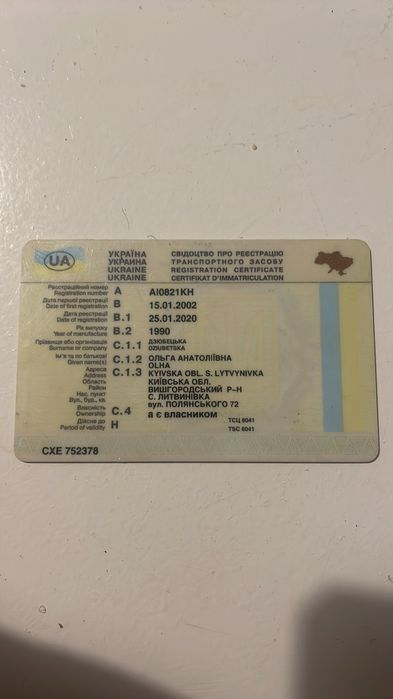 UA
УКРАЇНА СВІДОЦТВО ПРО РЕЄСТРАЦІЮ
УКРАИНА ТРАНСПОРТНОГО ЗАСОБУ
UKRAINE REGISTRATION CERTIFICATE
UKRAINE CERTIFIKAT D'IMMATRICULATION
Реєстраційний номер
Registration number A AI0821KH
Дата першої реєстрації
Date of first registration B 15.01.2002
Дата реєстрації
Date of registration B.1 25.01.2020
Рік випуску
Year of manufacture B.2 1990
Прізвище або організація C.1.1 ДЗЮБЕЦЬКА
Surname or company DZIUBETSKA
Ім'я та по батькові C.1.2 ОЛЬГА АНАТОЛІЇВНА
Given name(s) OLHA
Адреса C.1.3 KYIVSKA OBL. S. LYTVYNIVKA
Address
Область КИЇВСЬКА ОБЛ.
Район ВИШГОРОДСЬКИЙ Р-Н
Нас. пункт С. ЛИТВИНІВКА
Вул., буд., кв. вул. ПОЛЯНСЬКОГО 72
Власність
Ownership C.4 а є власником
Дійсне до H ТСЦ 8041
Period of validity TSC 8041
СХЕ 752378